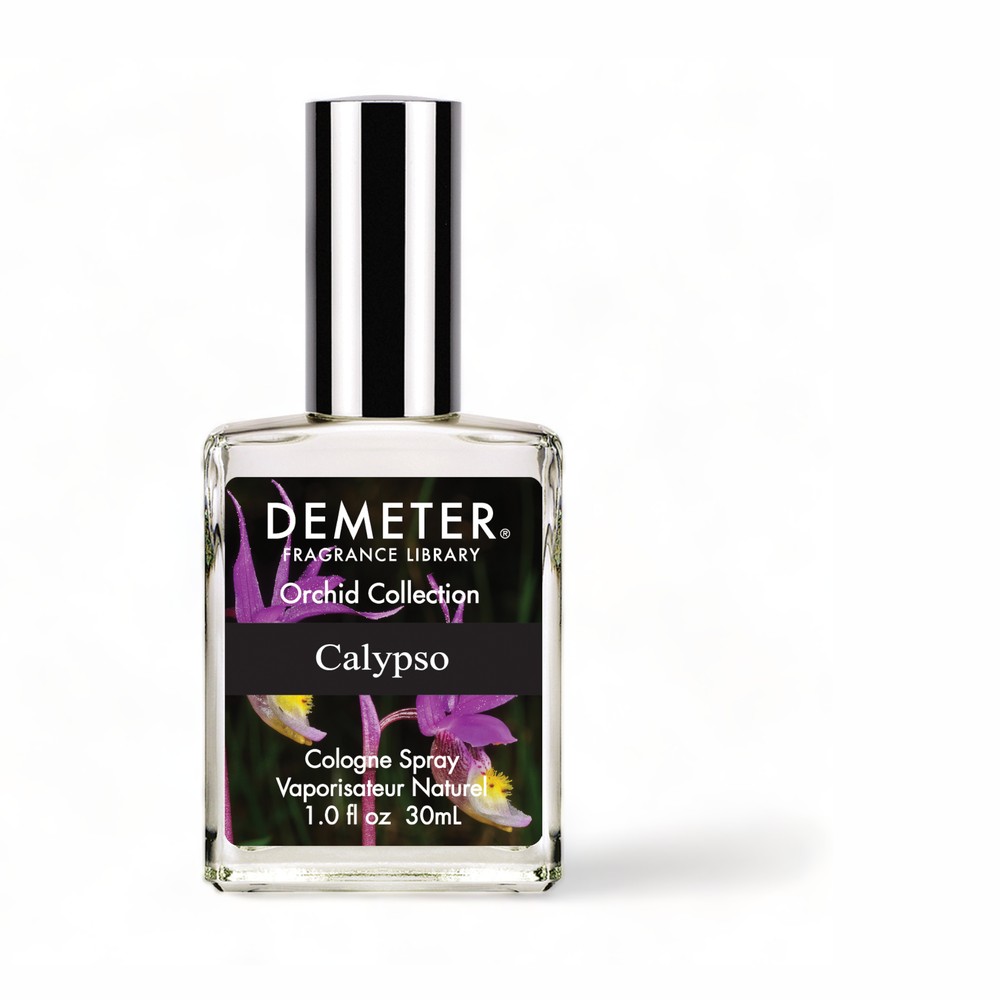 DEMETER®
FRAGRANCE LIBRARY
Orchid Collection
Calypso
Cologne Spray
Vaporisateur Naturel
1.0 fl oz 30mL